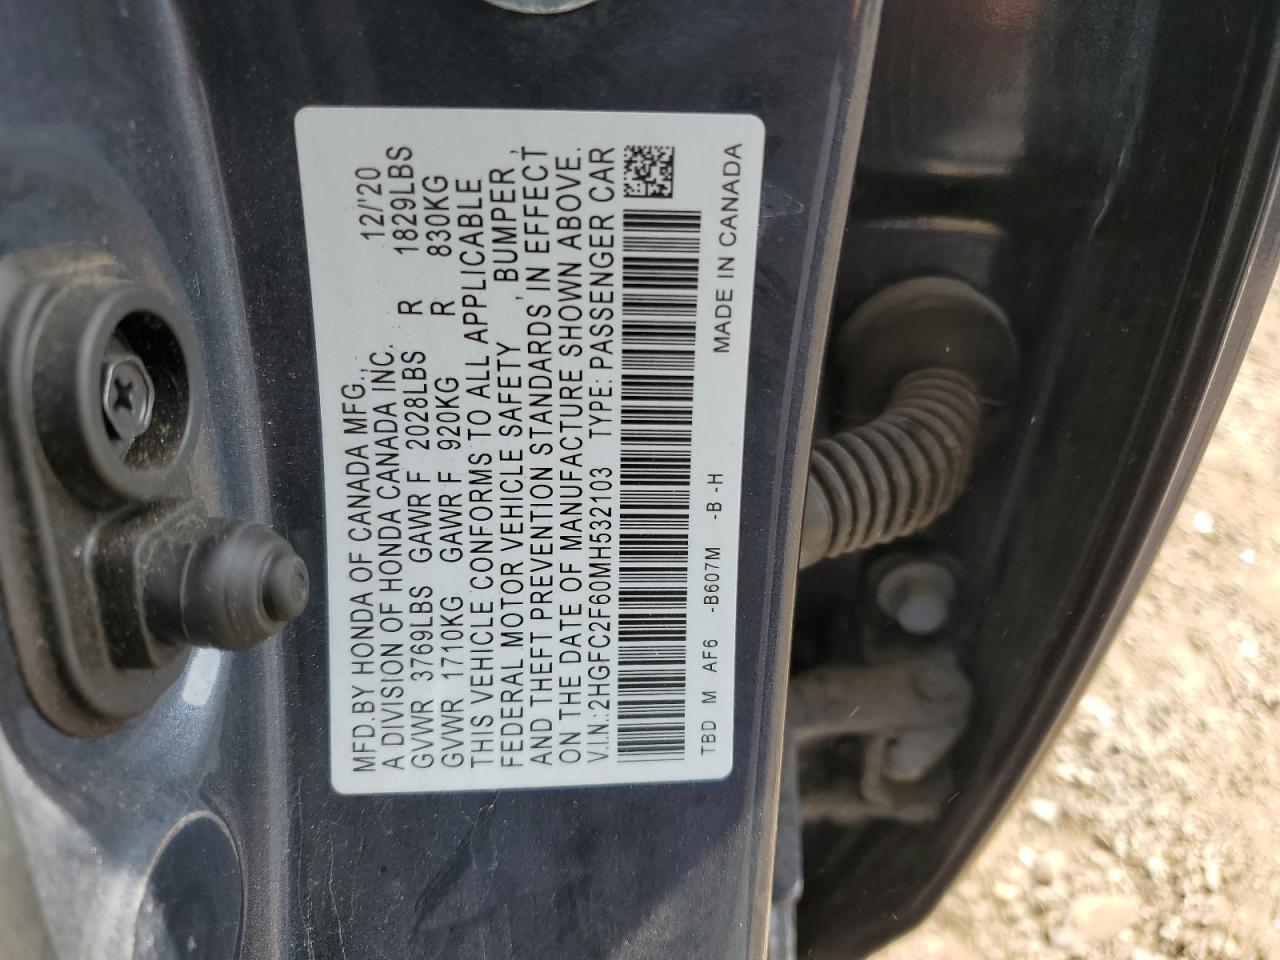 MFD.BY HONDA OF CANADA MFG., 12/'20
A DIVISION OF HONDA CANADA INC.
GVWR 3769LBS GAWR F 2028LBS R 1829LBS
GVWR 1710KG GAWR F 920KG R 830KG
THIS VEHICLE CONFORMS TO ALL APPLICABLE
FEDERAL MOTOR VEHICLE SAFETY , BUMPER ,
AND THEFT PREVENTION STANDARDS, IN EFFECT
ON THE DATE OF MANUFACTURE SHOWN ABOVE.
V.I.N.:2HGFC2F60MH532103 TYPE: PASSENGER CAR
TBD M AF6 -B607M -B -H MADE IN CANADA